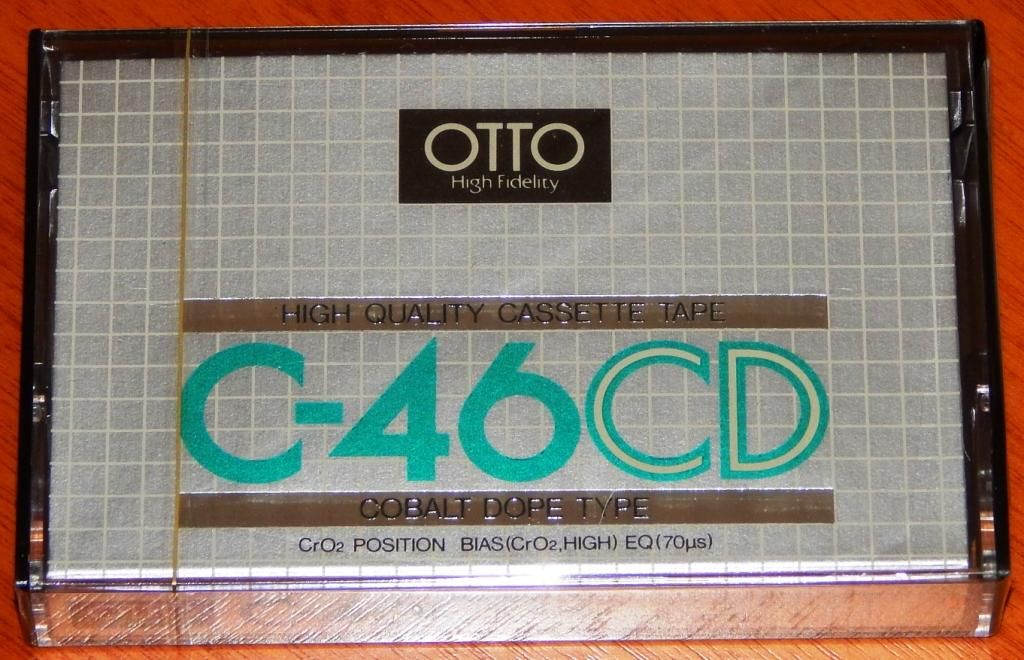 OTTO
High Fidelity
HIGH QUALITY CASSETTE TAPE
C-46CD
COBALT DOPE TYPE
CrO₂ POSITION BIAS(CrO₂,HIGH) EQ(70µs)